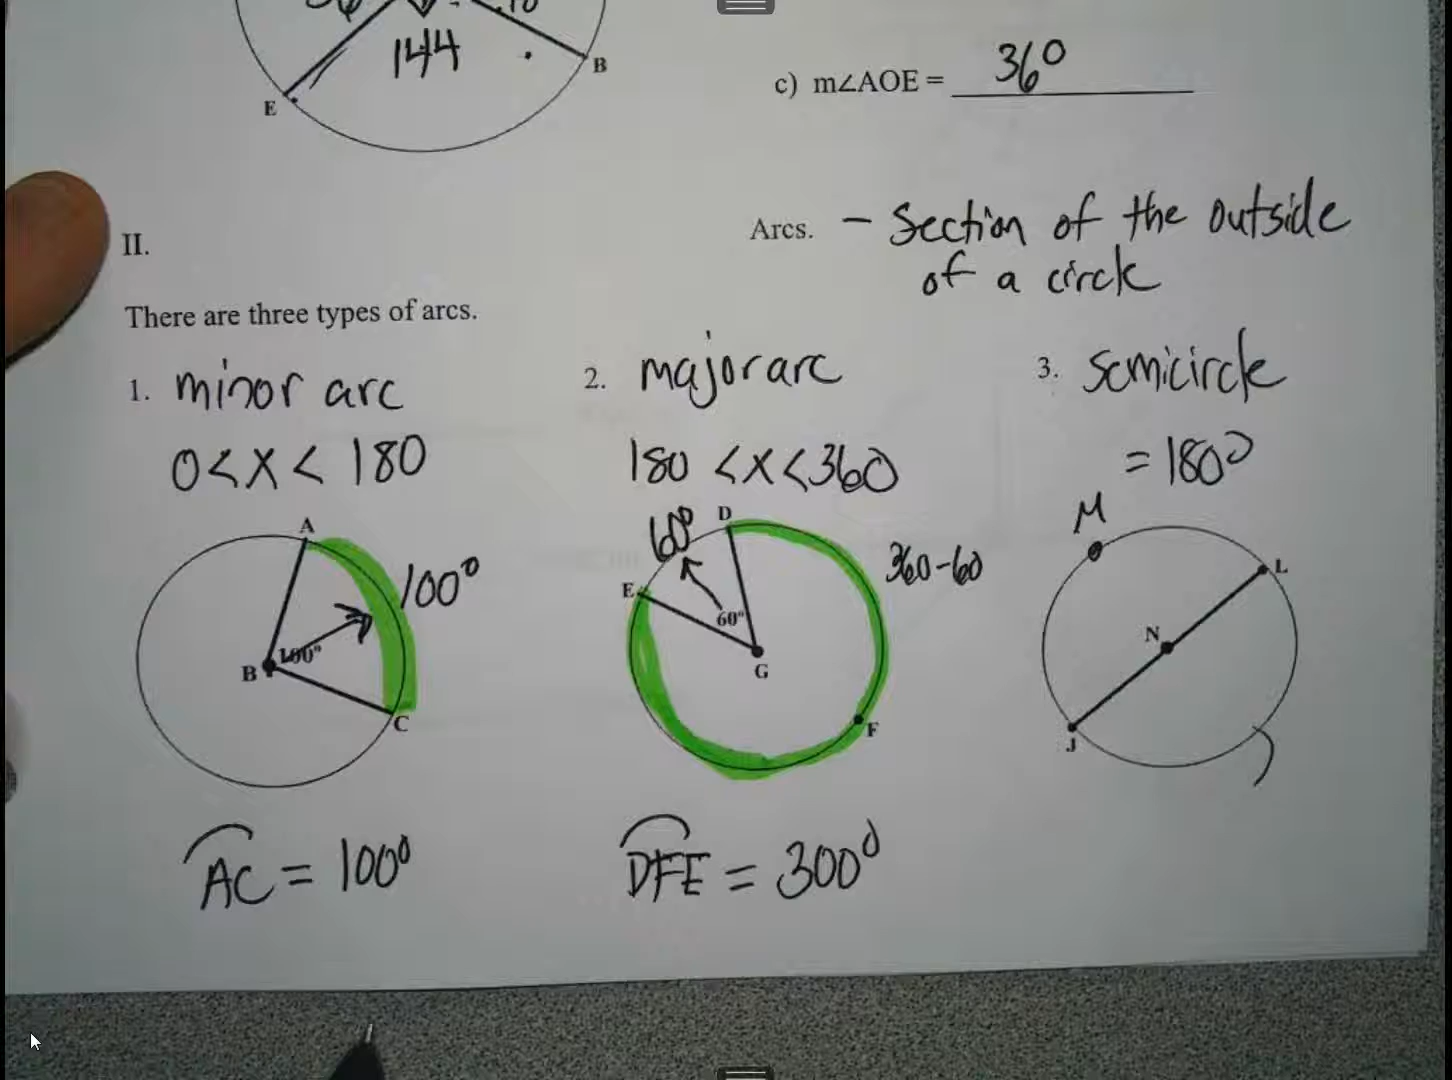 144
B
E
c) m∠AOE = 36°
Arcs. - Section of the outside
of a circle
II.
There are three types of arcs.
1. minor arc
2. major arc
3. semicircle
0 < x < 180
180 < x < 360
= 180°
A
100°
100°
B
C
D
60°
E
60°
G
F
360-60
M
L
N
J
AC = 100°
DFE = 300°